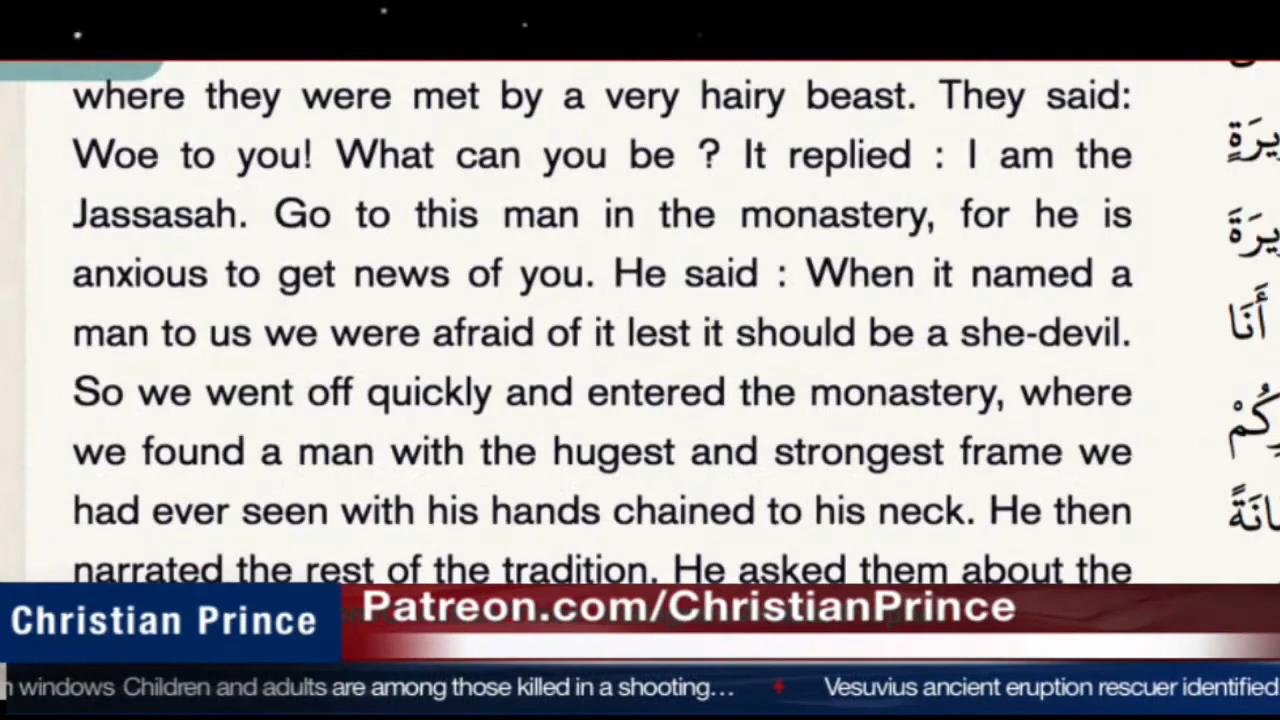 where they were met by a very hairy beast. They said:
Woe to you! What can you be ? It replied : I am the
Jassasah. Go to this man in the monastery, for he is
anxious to get news of you. He said : When it named a
man to us we were afraid of it lest it should be a she-devil.
So we went off quickly and entered the monastery, where
we found a man with the hugest and strongest frame we
had ever seen with his hands chained to his neck. He then
narrated the rest of the tradition. He asked them about the
أَنَا
Christian Prince
Patreon.com/ChristianPrince
windows Children and adults are among those killed in a shooting...
Vesuvius ancient eruption rescuer identified